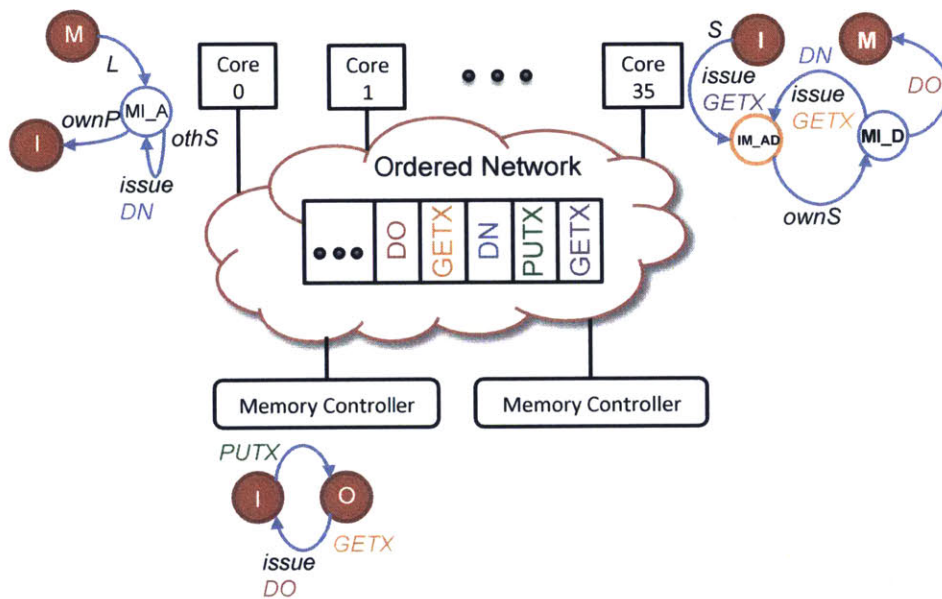 M
L
MI_A
ownP
othS
I
issue
DN
Core
0
Core
1
Core
35
S
I
M
issue
GETX
DN
issue
GETX
DO
IM_AD
MI_D
ownS
Ordered Network
DO
GETX
DN
PUTX
GETX
Memory Controller
Memory Controller
PUTX
I
O
GETX
issue
DO